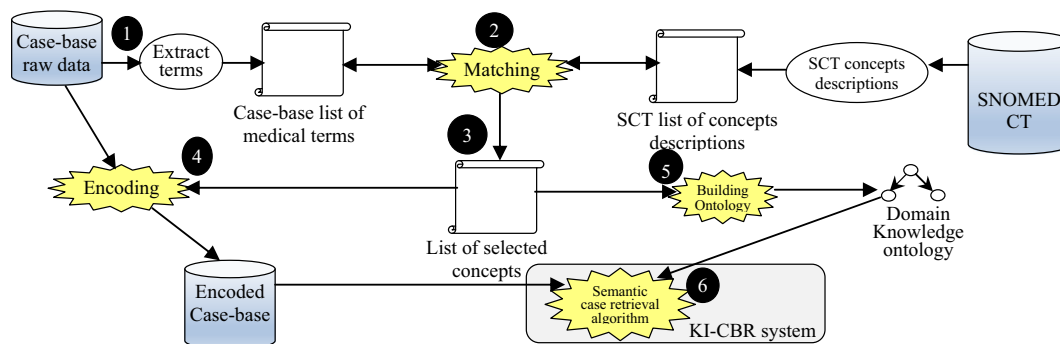 Case-base
raw data
1
Extract
terms
Case-base list of
medical terms
2
Matching
SCT list of concepts
descriptions
SCT concepts
descriptions
SNOMED
CT
3
List of selected
concepts
4
Encoding
5
Building
Ontology
Domain
Knowledge
ontology
Encoded
Case-base
6
Semantic
case retrieval
algorithm
KI-CBR system